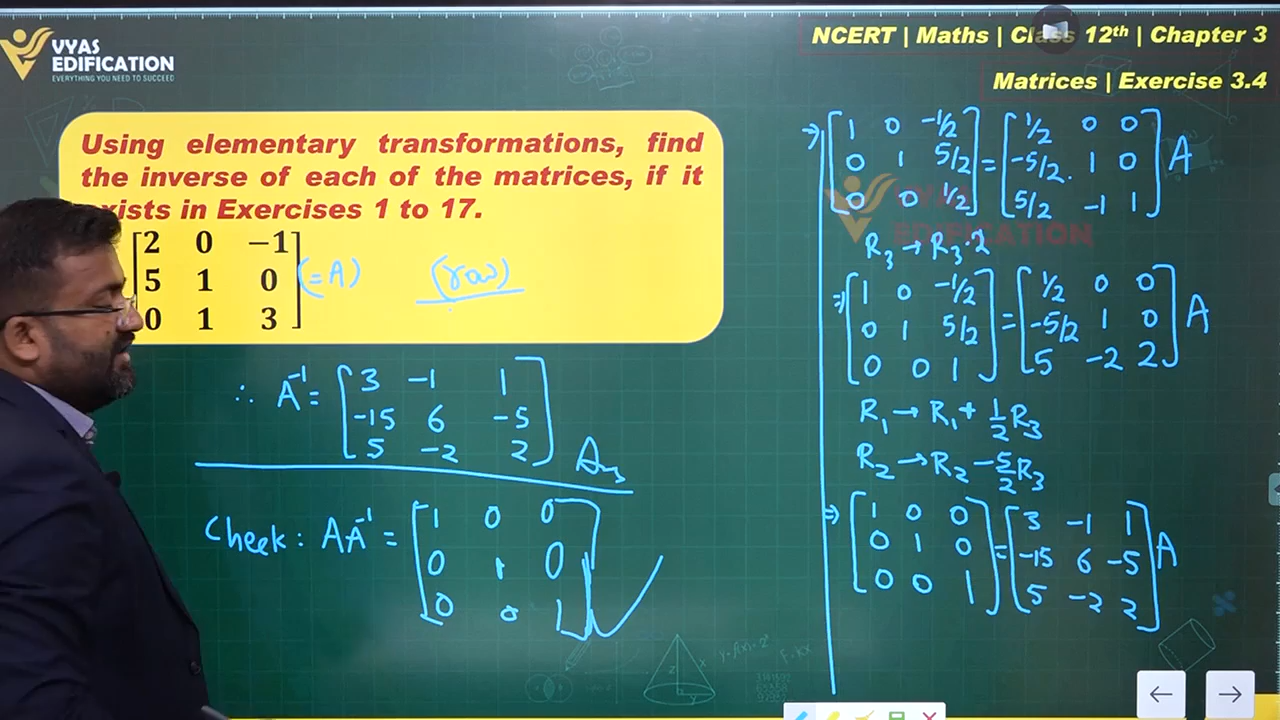 VYAS
EDIFICATION
EVERYTHING YOU NEED TO SUCCEED
NCERT | Maths | Class 12th | Chapter 3
Matrices | Exercise 3.4
Using elementary transformations, find
the inverse of each of the matrices, if it
exists in Exercises 1 to 17.
2 0 −1
5 1 0
0 1 3
(=A) (row)
∴ A⁻¹ =
3 -1 1
-15 6 -5
5 -2 2
Ans
Check: AA⁻¹ =
1 0 0
0 1 0
0 0 1
⇒ [1 0 -1/2] = [1/2 0 0] A
[0 1 5/2] [-5/2 1 0]
[0 0 1/2] [5/2 -1 1]
VYAS
EDIFICATION
R₃ → R₃·2
⇒ [1 0 -1/2] = [1/2 0 0] A
[0 1 5/2] [-5/2 1 0]
[0 0 1] [5 -2 2]
R₁ → R₁ + 1/2 R₃
R₂ → R₂ - 5/2 R₃
⇒ [1 0 0] = [3 -1 1] A
[0 1 0] [-15 6 -5]
[0 0 1] [5 -2 2]